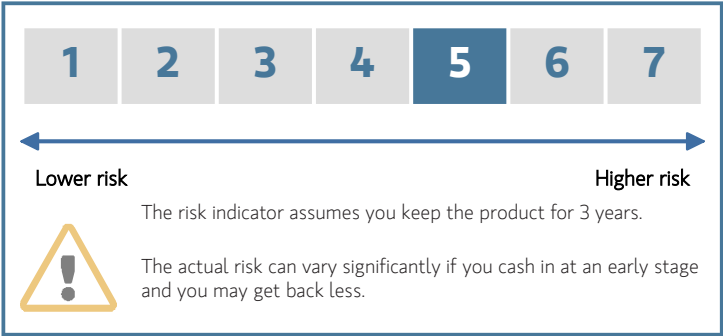 1 2 3 4 5 6 7
Lower risk Higher risk
The risk indicator assumes you keep the product for 3 years.
The actual risk can vary significantly if you cash in at an early stage
and you may get back less.